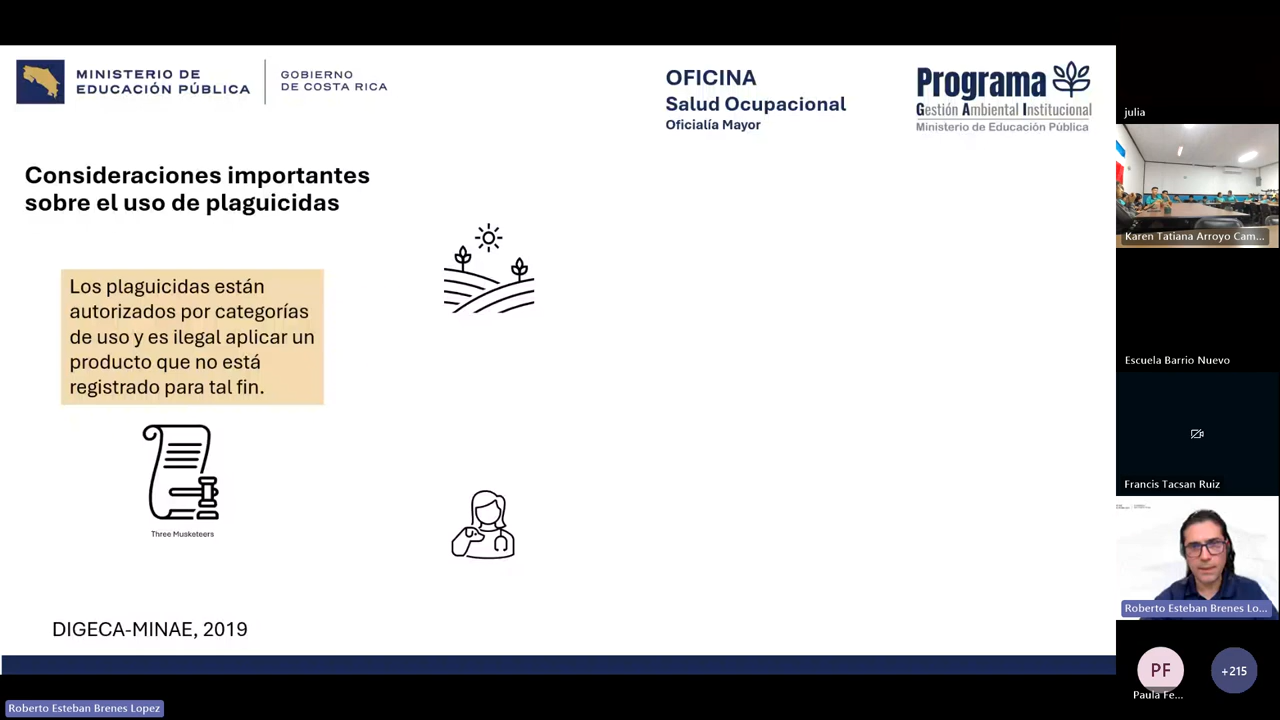 MINISTERIO DE
EDUCACIÓN PÚBLICA
GOBIERNO
DE COSTA RICA
OFICINA
Salud Ocupacional
Oficialía Mayor
Programa
Gestión Ambiental Institucional
Ministerio de Educación Pública
Consideraciones importantes
sobre el uso de plaguicidas
Los plaguicidas están
autorizados por categorías
de uso y es ilegal aplicar un
producto que no está
registrado para tal fin.
Three Musketeers
DIGECA-MINAE, 2019
Roberto Esteban Brenes Lopez
julia
Karen Tatiana Arroyo Cam...
Escuela Barrio Nuevo
Francis Tacsan Ruiz
Roberto Esteban Brenes Lo...
PF
Paula Fe...
+215